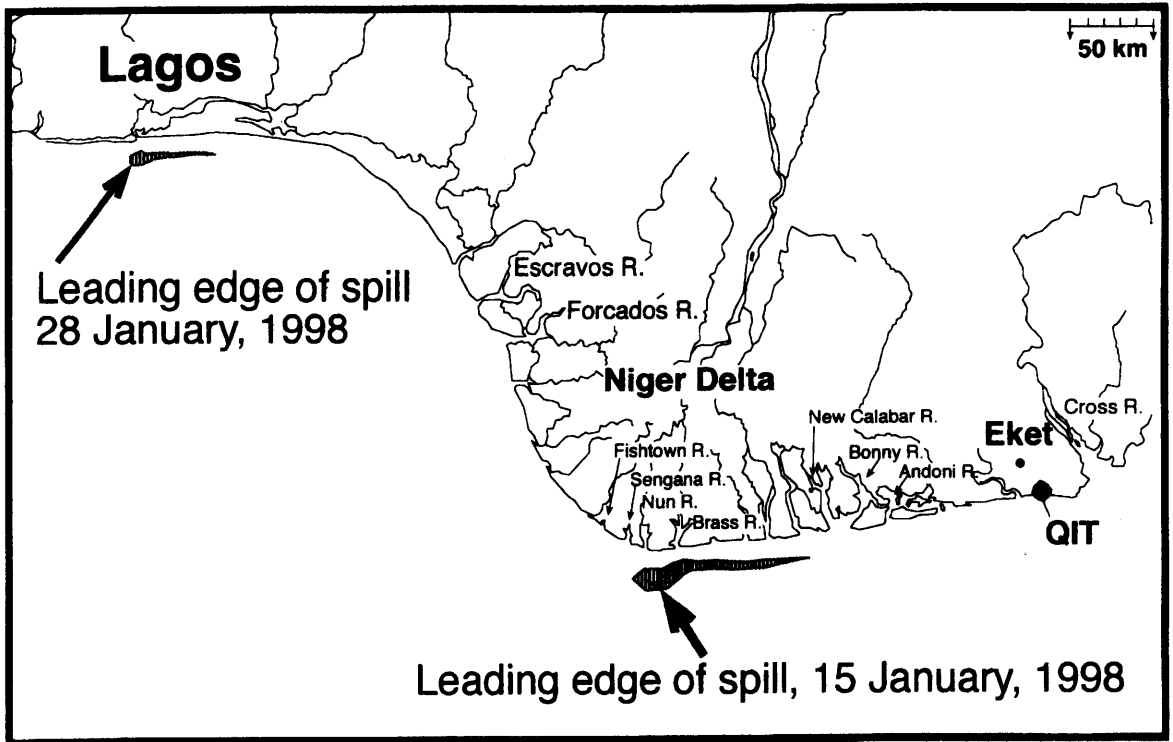 Lagos
50 km
Leading edge of spill
28 January, 1998
Escravos R.
Forcados R.
Niger Delta
New Calabar R.
Cross R.
Eket
Fishtown R.
Bonny R.
Andoni R.
Sengana R.
Nun R.
Brass R.
QIT
Leading edge of spill, 15 January, 1998